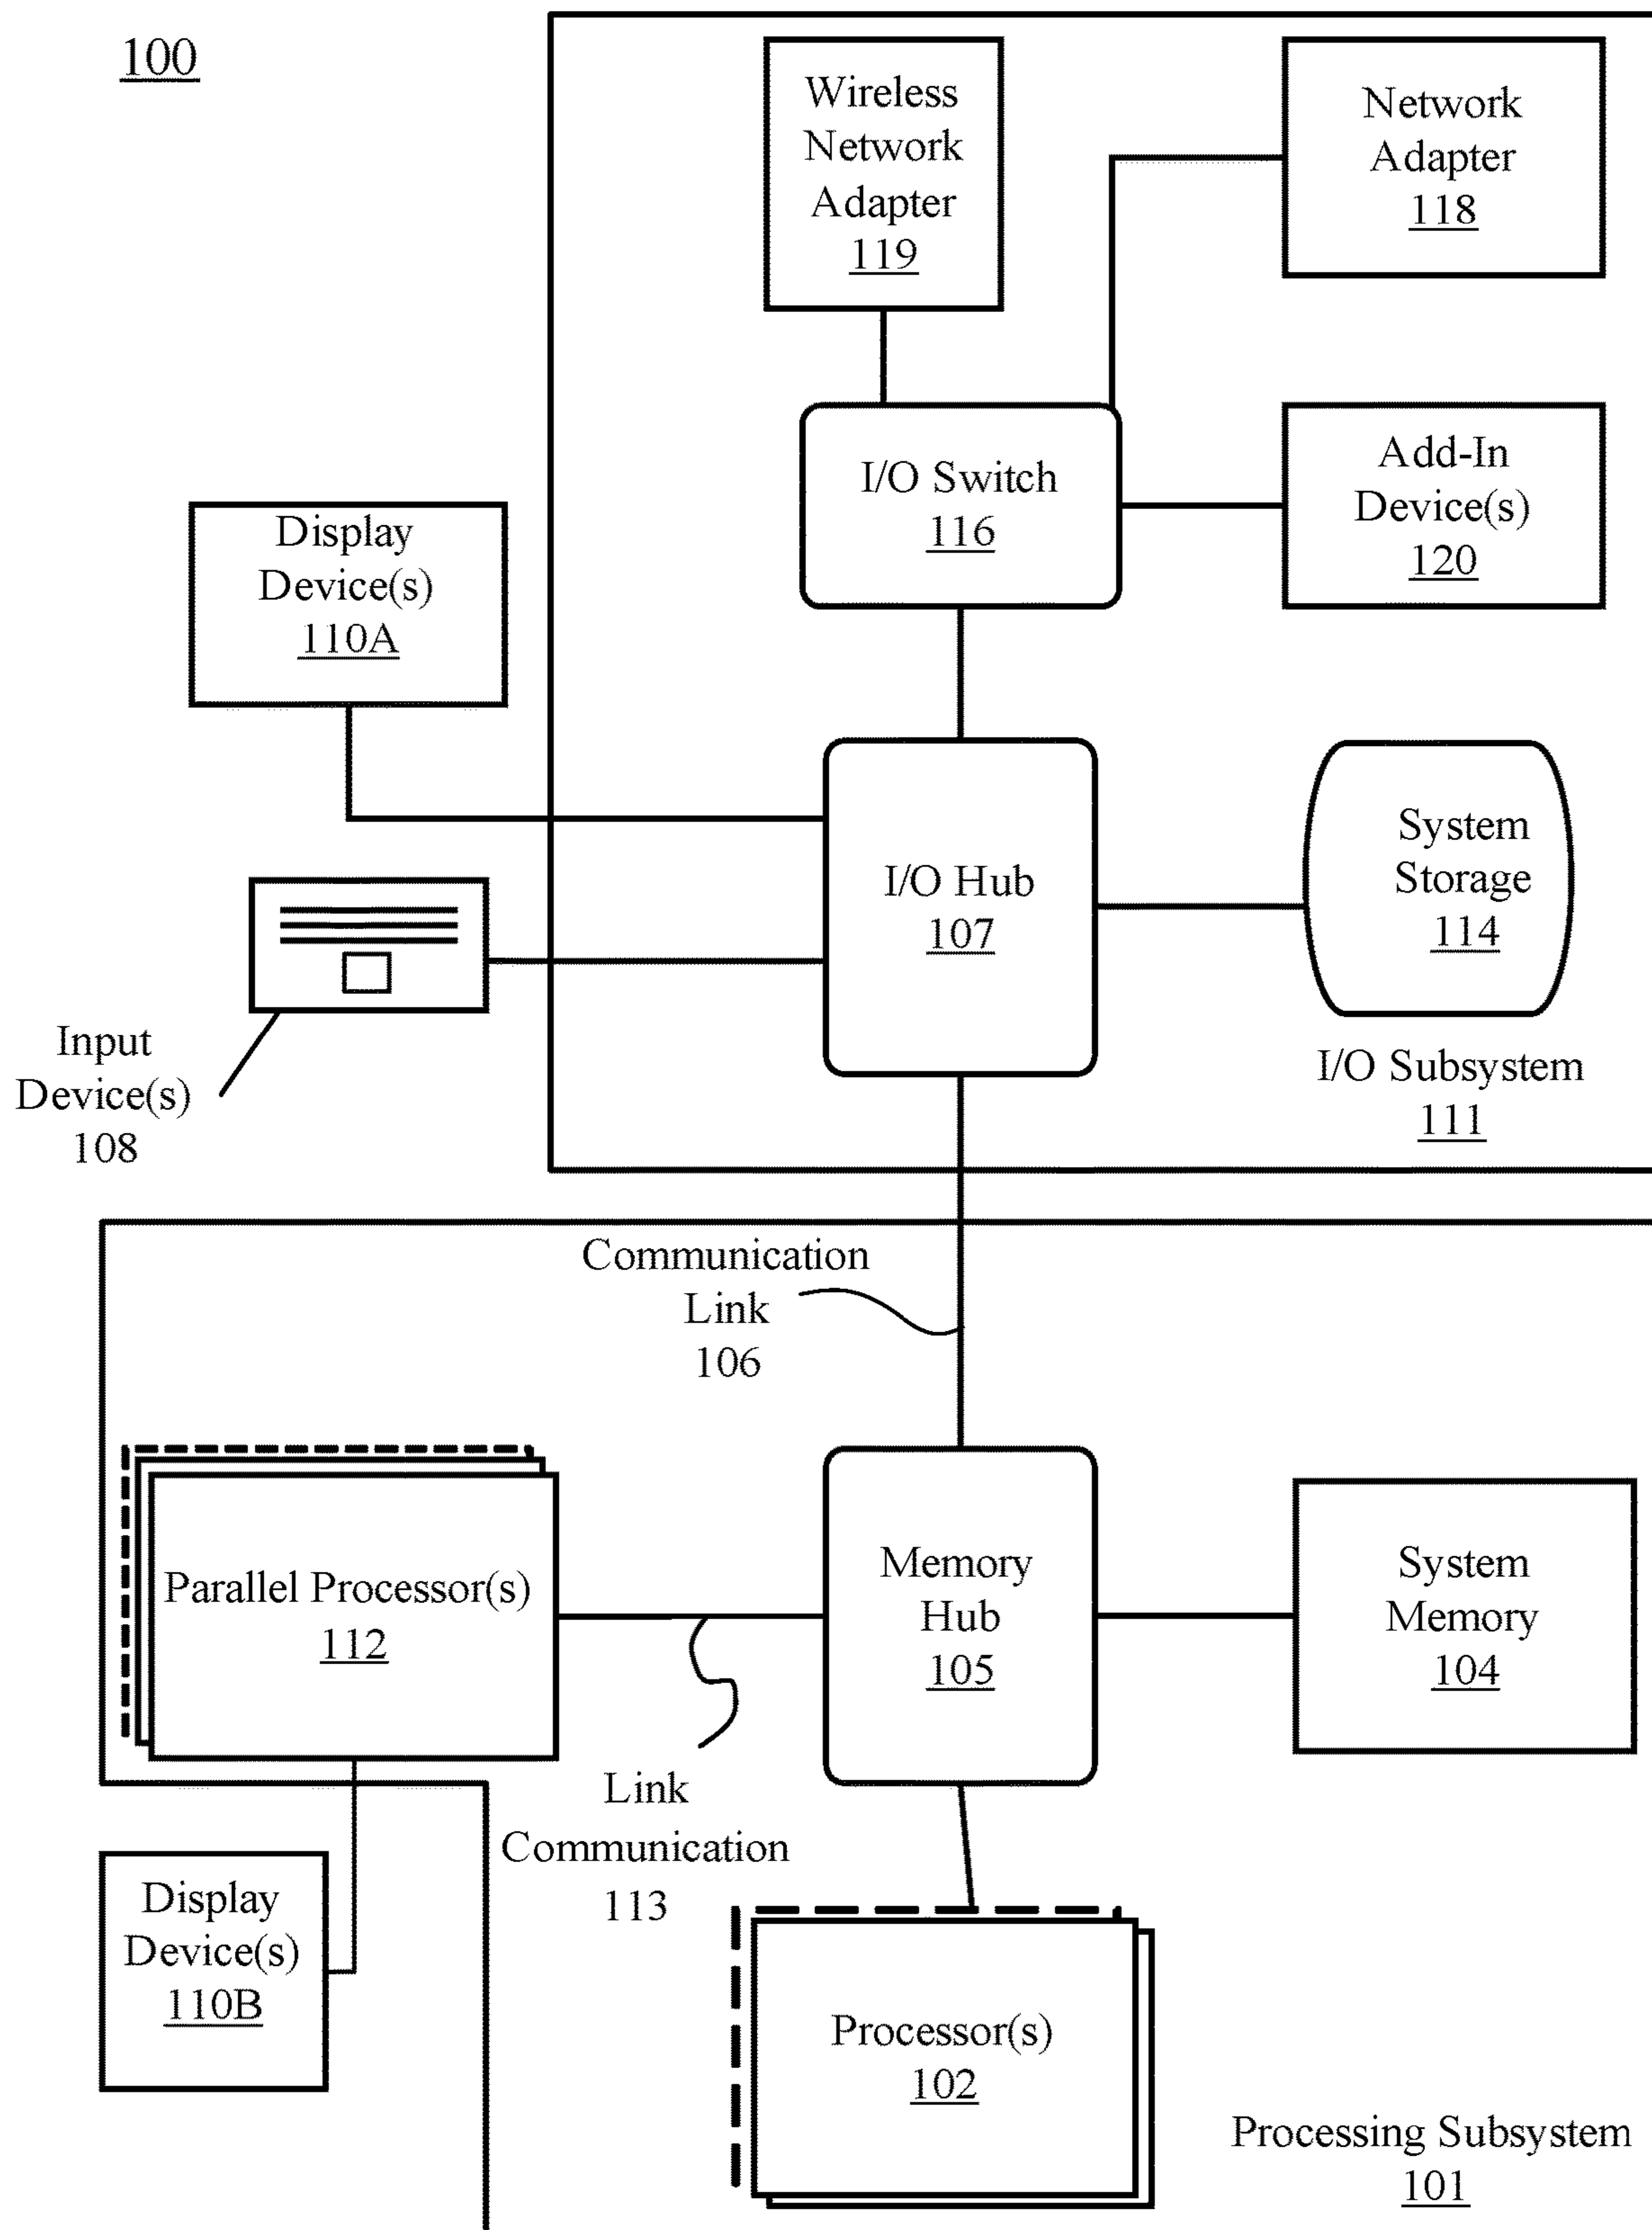 100
Wireless
Network
Adapter
119
Network
Adapter
118
I/O Switch
116
Add-In
Device(s)
120
Display
Device(s)
110A
I/O Hub
107
System
Storage
114
Input
Device(s)
108
I/O Subsystem
111
Communication
Link
106
Parallel Processor(s)
112
Memory
Hub
105
System
Memory
104
Link
Communication
113
Display
Device(s)
110B
Processor(s)
102
Processing Subsystem
101